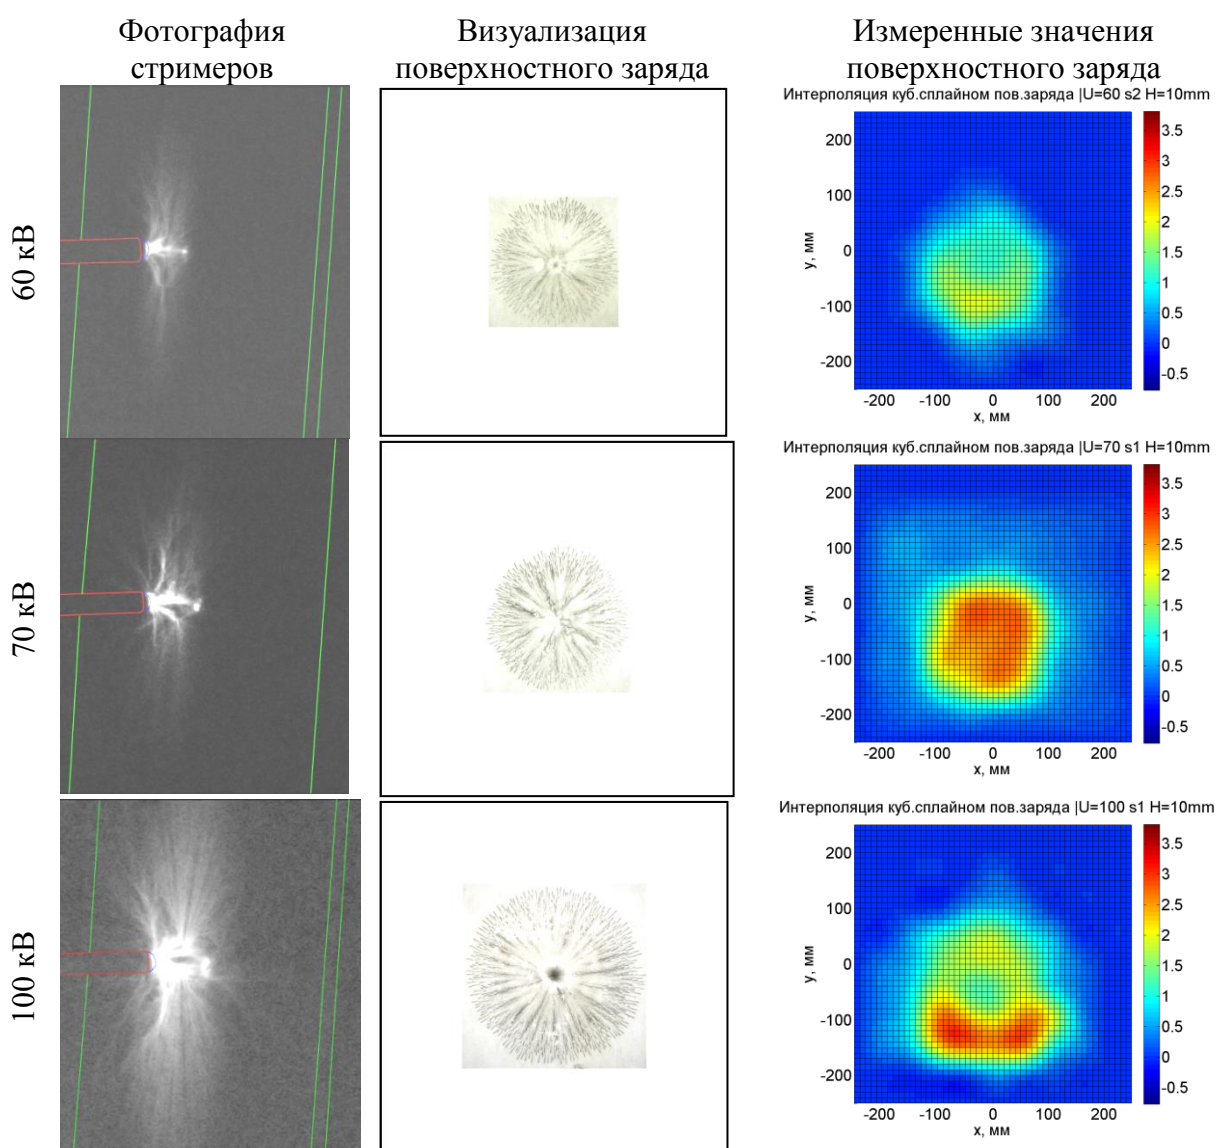 Фотография
стримеров
Визуализация
поверхностного заряда
Измеренные значения
поверхностного заряда
60 кВ
Интерполяция куб.сплайном пов.заряда |U=60 s2 H=10mm
200
100
0
-100
-200
y, мм
-200 -100 0 100 200
x, мм
3.5
3
2.5
2
1.5
1
0.5
0
-0.5
70 кВ
Интерполяция куб.сплайном пов.заряда |U=70 s1 H=10mm
200
100
0
-100
-200
y, мм
-200 -100 0 100 200
x, мм
3.5
3
2.5
2
1.5
1
0.5
0
-0.5
100 кВ
Интерполяция куб.сплайном пов.заряда |U=100 s1 H=10mm
200
100
0
-100
-200
y, мм
-200 -100 0 100 200
x, мм
3.5
3
2.5
2
1.5
1
0.5
0
-0.5